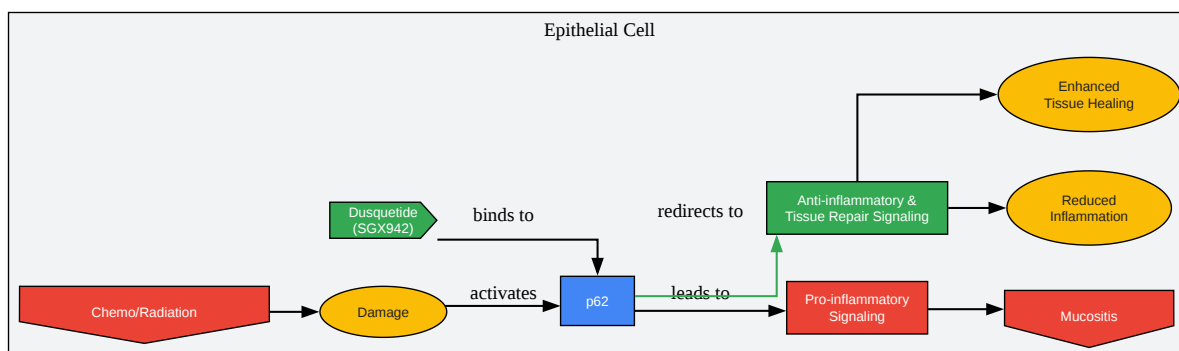 Epithelial Cell
Enhanced
Tissue Healing
Dusquetide
(SGX942)
binds to
redirects to
Anti-inflammatory &
Tissue Repair Signaling
Reduced
Inflammation
Chemo/Radiation
Damage
activates
p62
leads to
Pro-inflammatory
Signaling
Mucositis